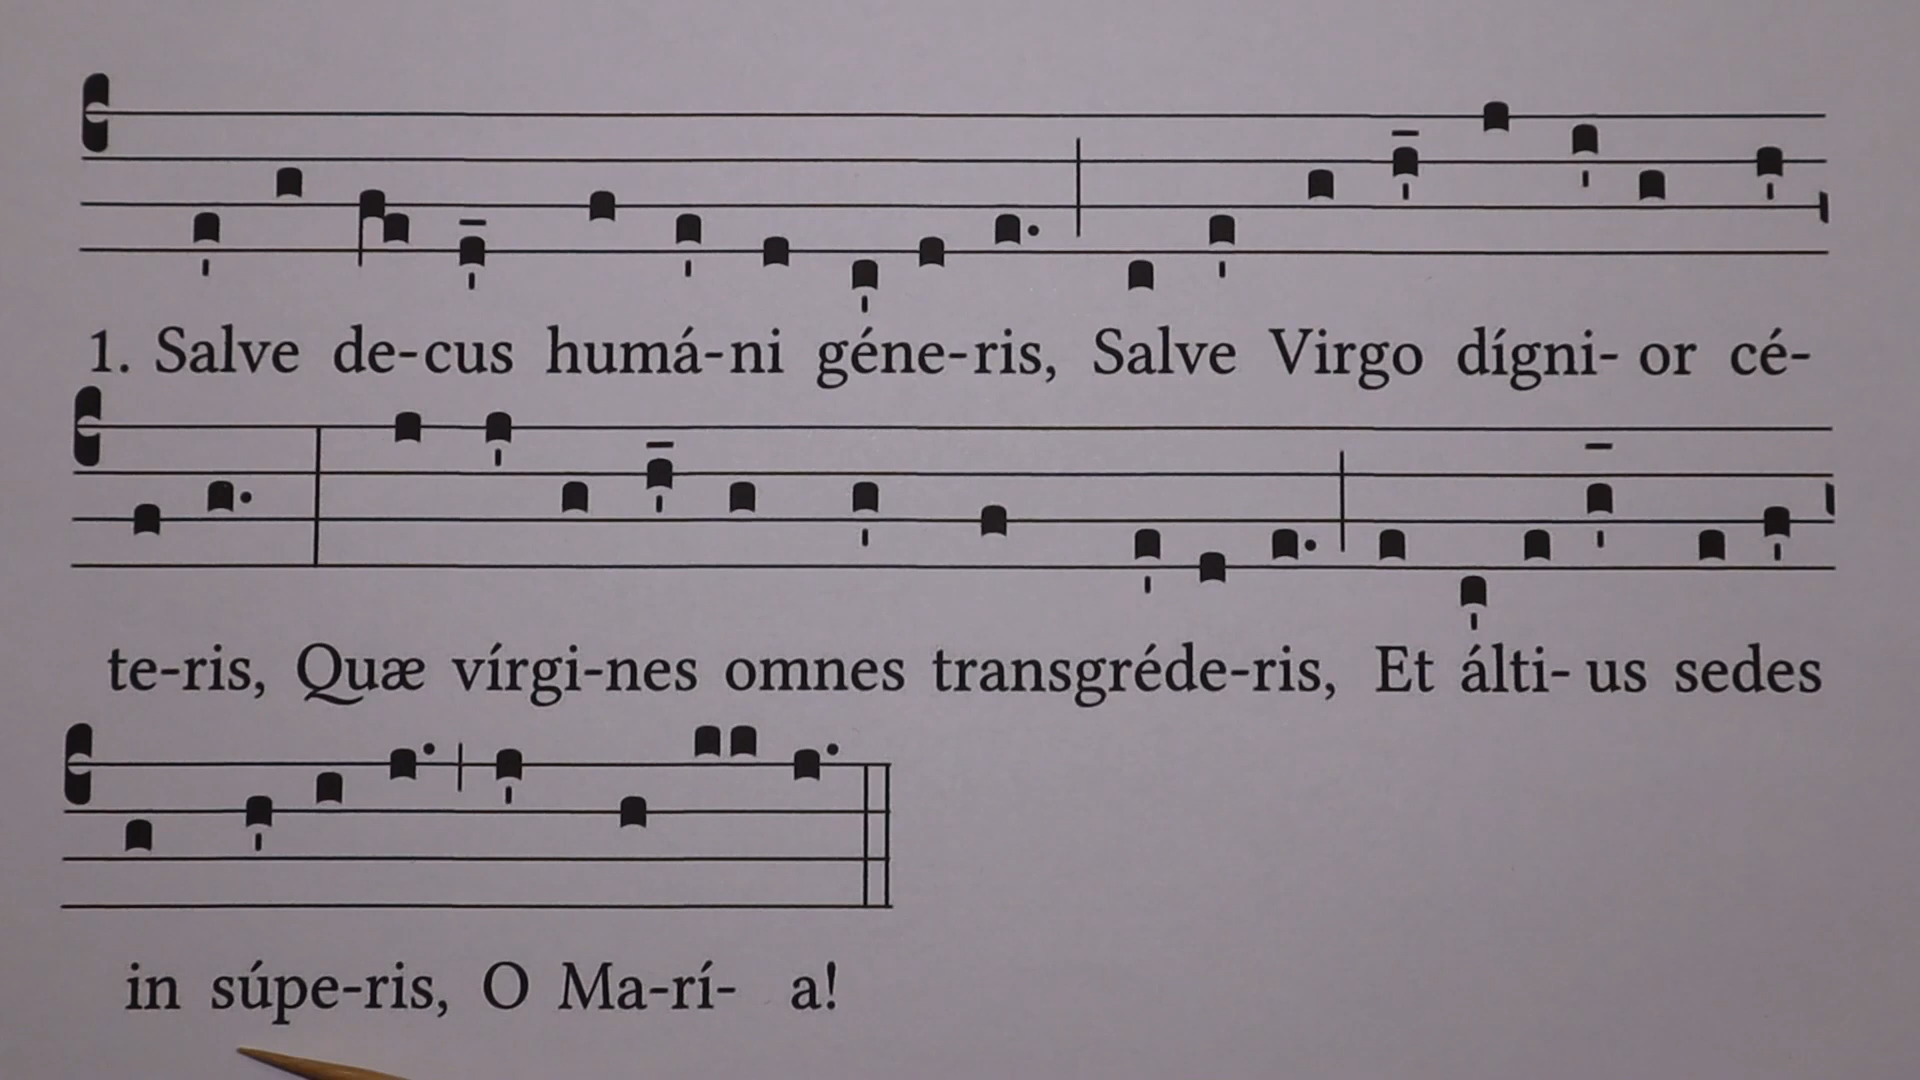 1. Salve de-cus humá-ni géne-ris, Salve Virgo dígni- or cé-
te-ris, Quæ vírgi-nes omnes transgréde-ris, Et álti- us sedes
in súpe-ris, O Ma-rí- a!